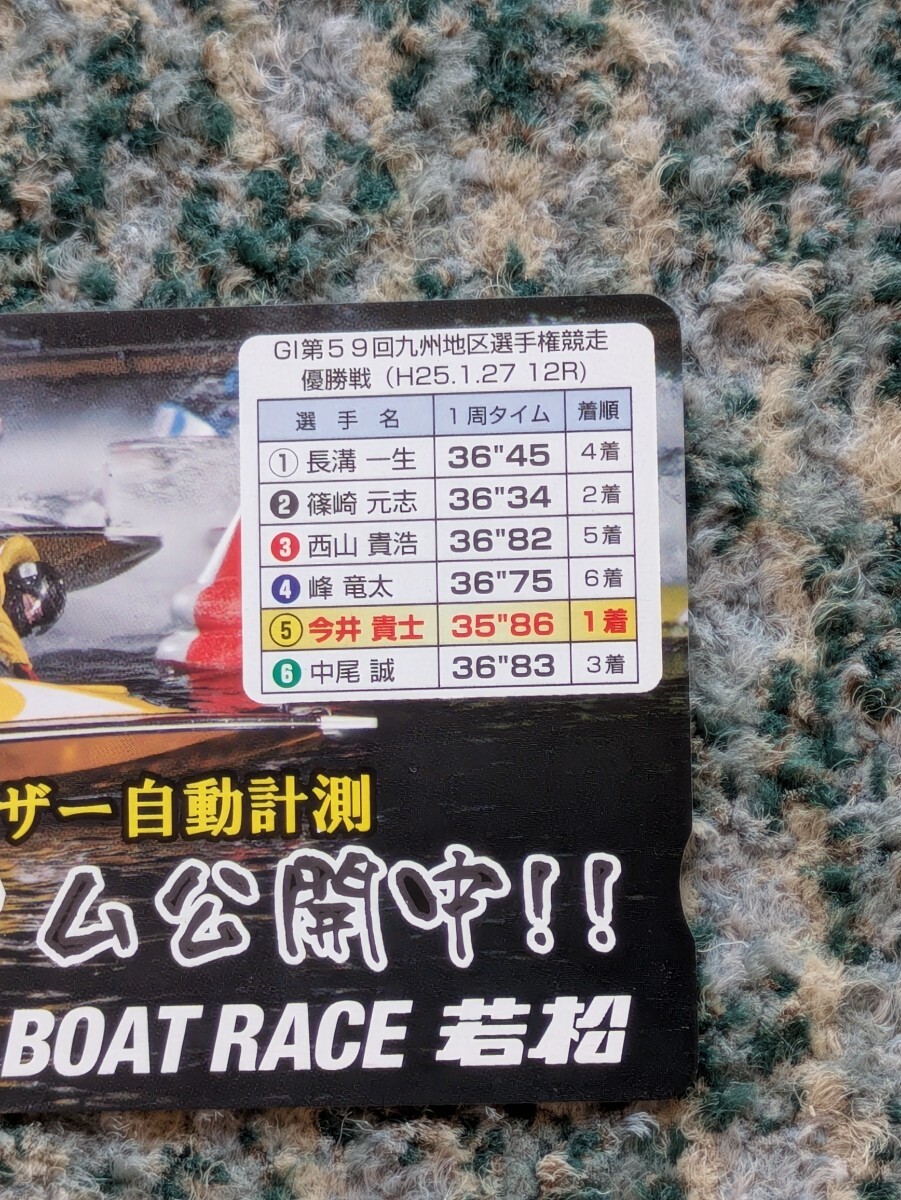 GI第59回九州地区選手権競走
優勝戦（H25.1.27 12R）
選手名 1周タイム 着順
① 長溝 一生 36"45 4着
❷ 篠崎 元志 36"34 2着
❸ 西山 貴浩 36"82 5着
❹ 峰 竜太 36"75 6着
⑤ 今井 貴士 35"86 1着
❻ 中尾 誠 36"83 3着
ザー自動計測
ム公開中!!
BOAT RACE 若松